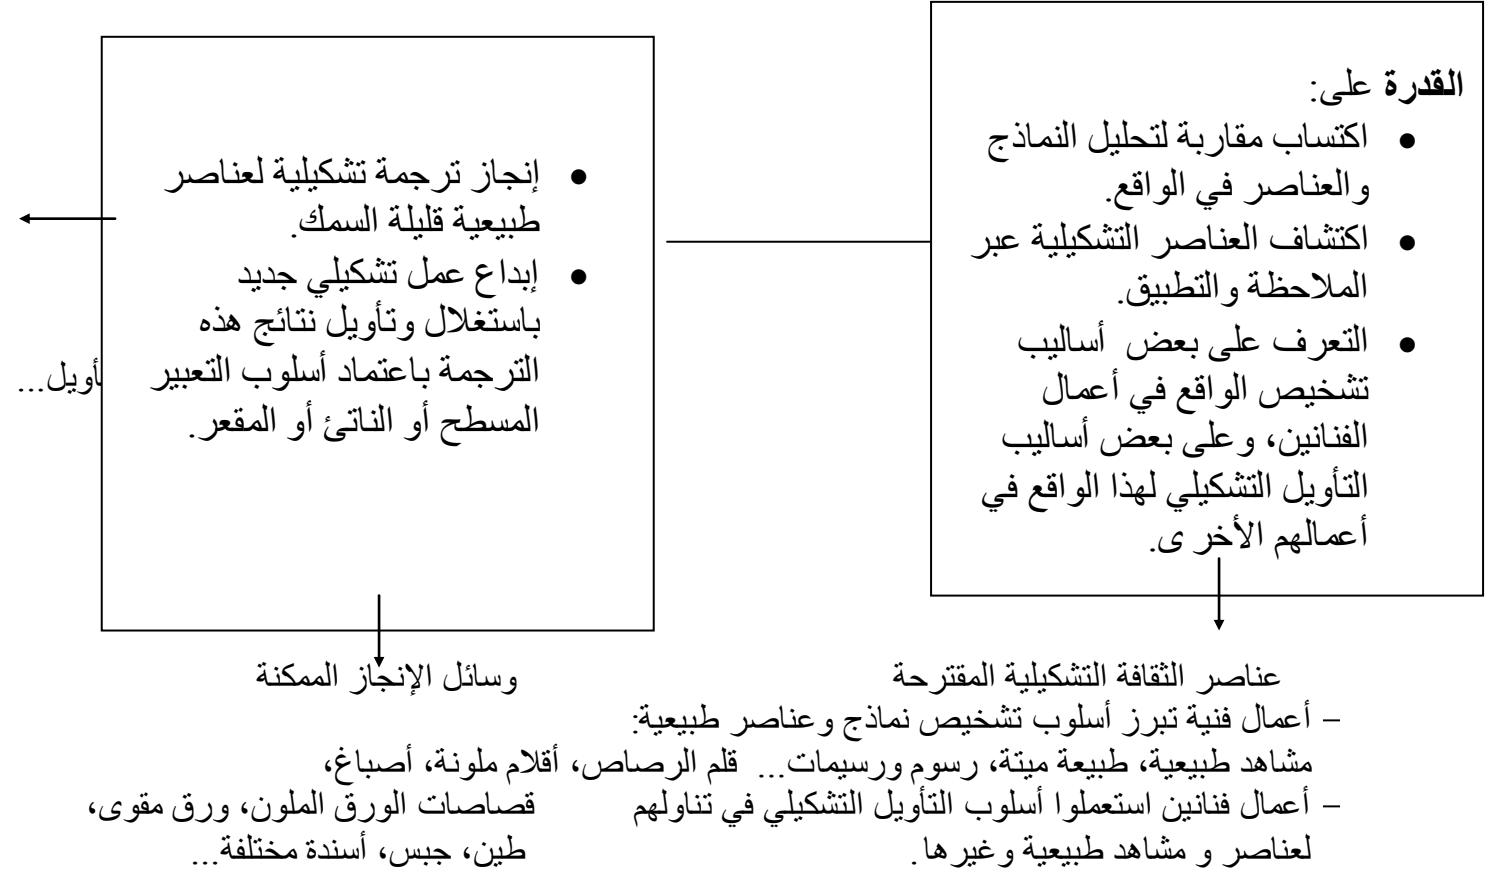 القدرة على:
● اكتساب مقاربة لتحليل النماذج
والعناصر في الواقع.
● اكتشاف العناصر التشكيلية عبر
الملاحظة والتطبيق.
● التعرف على بعض أساليب
تشخيص الواقع في أعمال
الفنانين، وعلى بعض أساليب
التأويل التشكيلي لهذا الواقع في
أعمالهم الأخر ى.
● إنجاز ترجمة تشكيلية لعناصر
طبيعية قليلة السمك.
● إبداع عمل تشكيلي جديد
باستغلال وتأويل نتائج هذه
الترجمة باعتماد أسلوب التعبير
المسطح أو الناتئ أو المقعر.
أويل...
عناصر الثقافة التشكيلية المقترحة
– أعمال فنية تبرز أسلوب تشخيص نماذج وعناصر طبيعية:
مشاهد طبيعية، طبيعة ميتة، رسوم ورسيمات...
– أعمال فنانين استعملوا أسلوب التأويل التشكيلي في تناولهم
لعناصر و مشاهد طبيعية وغيرها.
وسائل الإنجاز الممكنة
قلم الرصاص، أقلام ملونة، أصباغ،
قصاصات الورق الملون، ورق مقوى،
طين، جبس، أسندة مختلفة...